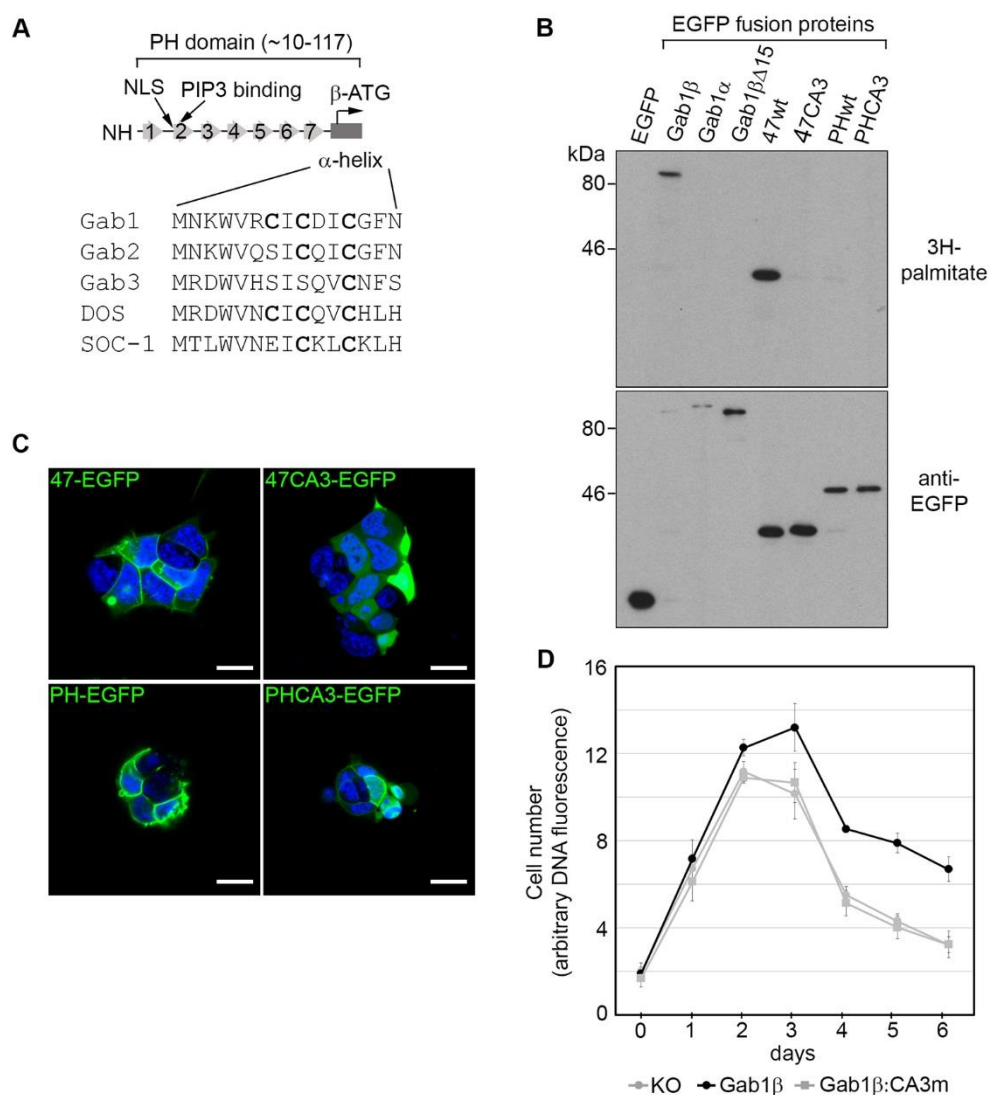 A
PH domain (~10-117)
NLS
PIP3 binding
β-ATG
NH
1 2 3 4 5 6 7
α-helix
Gab1 MNKWVRCICDICGFN
Gab2 MNKWVQSICQICGFN
Gab3 MRDWVHSISQVCNFS
DOS MRDWVNCICQVCHLH
SOC-1 MTLWVNEICKLCKLH
B
EGFP fusion proteins
EGFP
Gab1β
Gab1α
Gab1βΔ15
47wt
47CA3
PHwt
PHCA3
kDa
80
46
3H-
palmitate
80
46
anti-
EGFP
C
47-EGFP
47CA3-EGFP
PH-EGFP
PHCA3-EGFP
D
Cell number
(arbitrary DNA fluorescence)
16
12
8
4
0
0 1 2 3 4 5 6
days
KO Gab1β Gab1β:CA3m